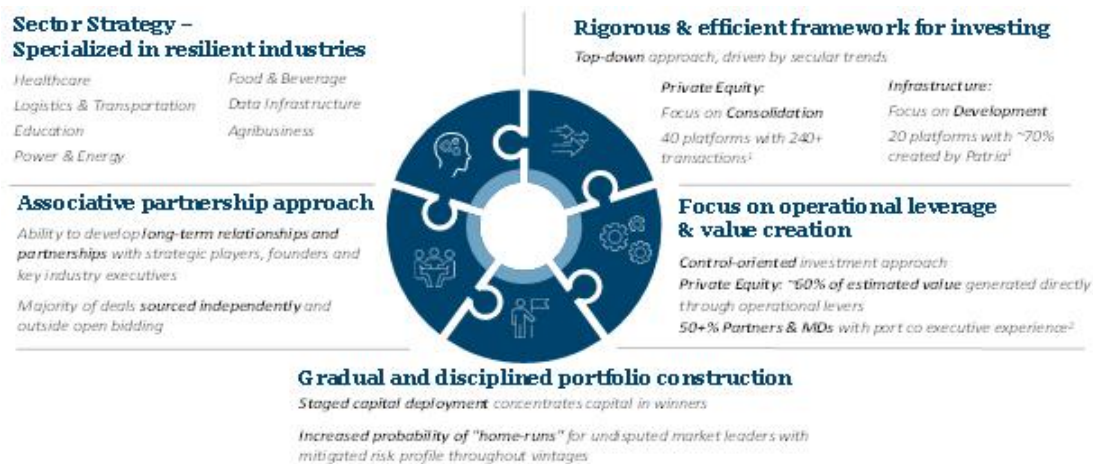 Sector Strategy –
Specialized in resilient industries
Healthcare
Logistics & Transportation
Education
Power & Energy
Food & Beverage
Data Infrastructure
Agribusiness
Rigorous & efficient framework for investing
Top-down approach, driven by secular trends
Private Equity:
Focus on Consolidation
40 platforms with 240+
transactions¹
Infrastructure:
Focus on Development
20 platforms with ~70%
created by Patria¹
Associative partnership approach
Ability to develop long-term relationships and
partnerships with strategic players, founders and
key industry executives
Majority of deals sourced independently and
outside open bidding
Focus on operational leverage
& value creation
Control-oriented investment approach
Private Equity: ~60% of estimated value generated directly
through operational levers
50+% Partners & MDs with port co executive experience²
Gradual and disciplined portfolio construction
Staged capital deployment concentrates capital in winners
Increased probability of "home-runs" for undisputed market leaders with
mitigated risk profile throughout vintages